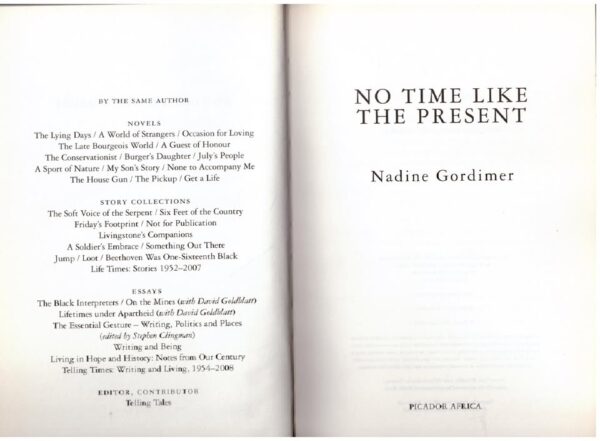 BY THE SAME AUTHOR
NOVELS
The Lying Days / A World of Strangers / Occasion for Loving
The Late Bourgeois World / A Guest of Honour
The Conservationist / Burger's Daughter / July's People
A Sport of Nature / My Son's Story / None to Accompany Me
The House Gun / The Pickup / Get a Life
STORY COLLECTIONS
The Soft Voice of the Serpent / Six Feet of the Country
Friday's Footprint / Not for Publication
Livingstone's Companions
A Soldier's Embrace / Something Out There
Jump / Loot / Beethoven Was One-Sixteenth Black
Life Times: Stories 1952–2007
ESSAYS
The Black Interpreters / On the Mines (with David Goldblatt)
Lifetimes under Apartheid (with David Goldblatt)
The Essential Gesture – Writing, Politics and Places
(edited by Stephen Clingman)
Writing and Being
Living in Hope and History: Notes from Our Century
Telling Times: Writing and Living, 1954–2008
EDITOR, CONTRIBUTOR
Telling Tales
NO TIME LIKE
THE PRESENT
Nadine Gordimer
PICADOR AFRICA